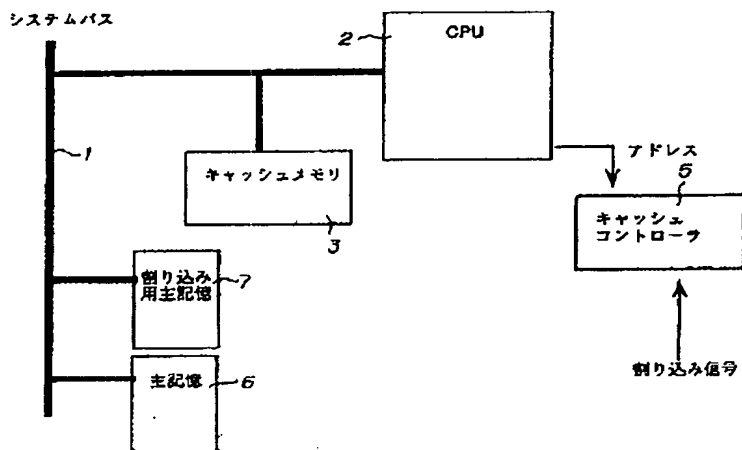 システムバス
2
CPU
1
キャッシュメモリ
3
アドレス
5
キャッシュ
コントローラ
割り込み
用主記憶
7
主記憶
6
割り込み信号